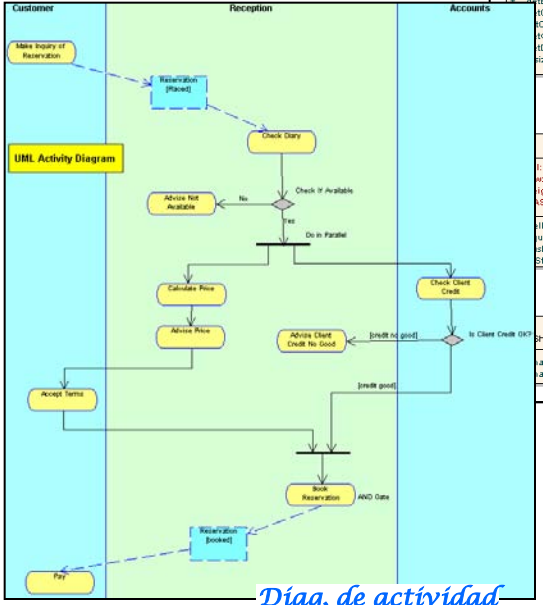 Customer
Reception
Accounts
Make Inquiry of
Reservation
Reservation
[Placed]
Check Diary
UML Activity Diagram
Check If Available
Advise Not
Available
No
Yes
Do in Parallel
Calculate Price
Check Client
Credit
Advise Price
Advise Client
Credit No Good
[credit no good]
Is Client Credit OK?
[credit good]
Accept Terms
Book
Reservation
AND Gate
Reservation
[booked]
Pay
Diag. de actividad